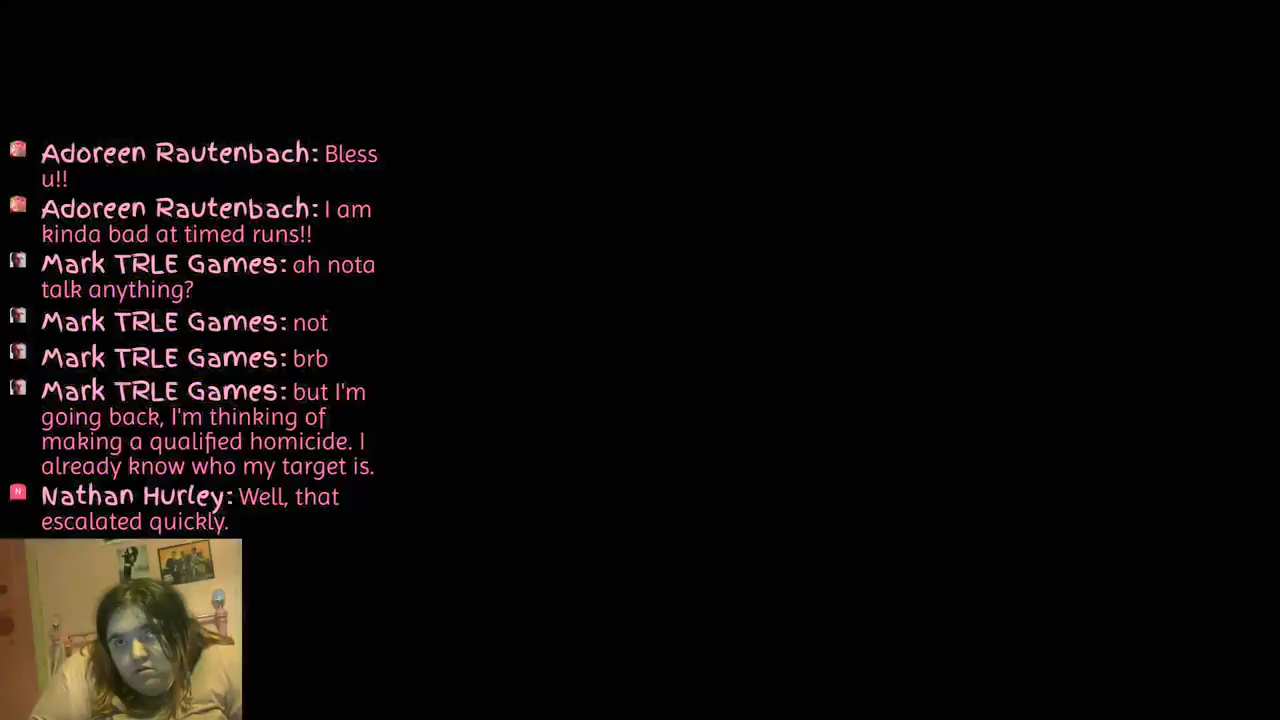 Adoreen Rautenbach: Bless
u!!
Adoreen Rautenbach: I am
kinda bad at timed runs!!
Mark TRLE Games: ah nota
talk anything?
Mark TRLE Games: not
Mark TRLE Games: brb
Mark TRLE Games: but I'm
going back, I'm thinking of
making a qualified homicide. I
already know who my target is.
N Nathan Hurley: Well, that
escalated quickly.